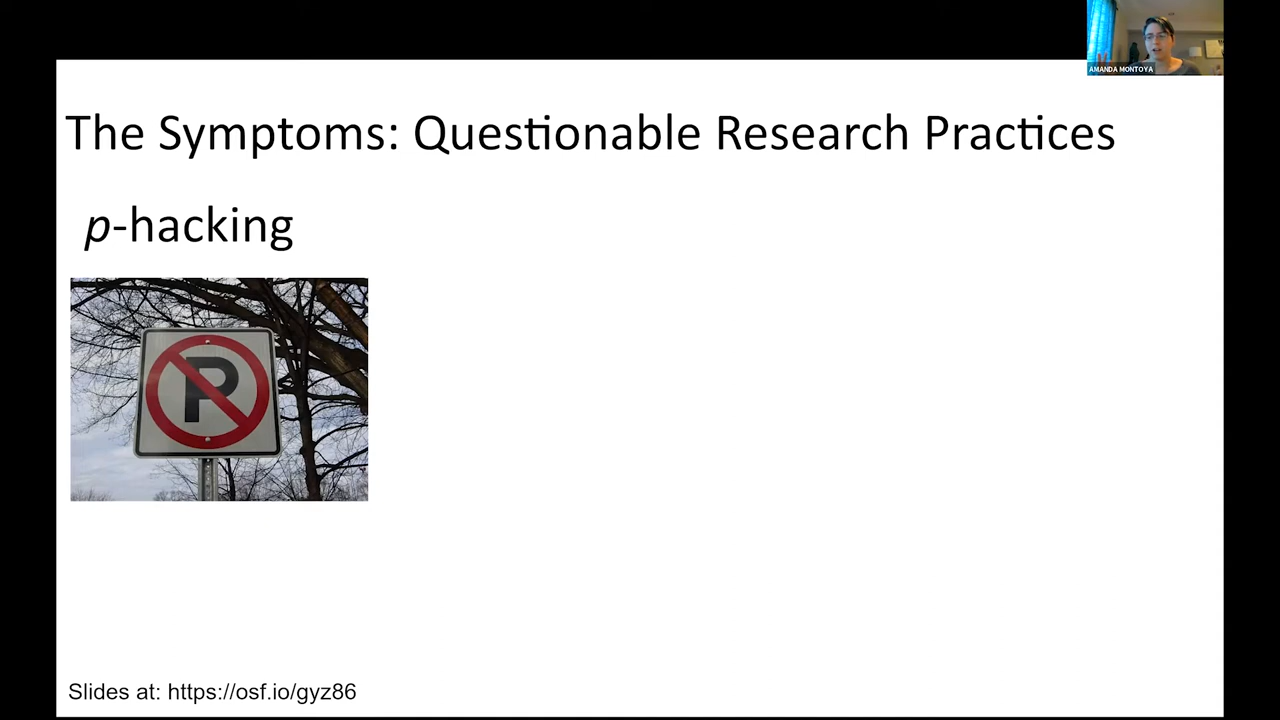 AMANDA MONTOYA
The Symptoms: Questionable Research Practices
p-hacking
P
Slides at: https://osf.io/gyz86